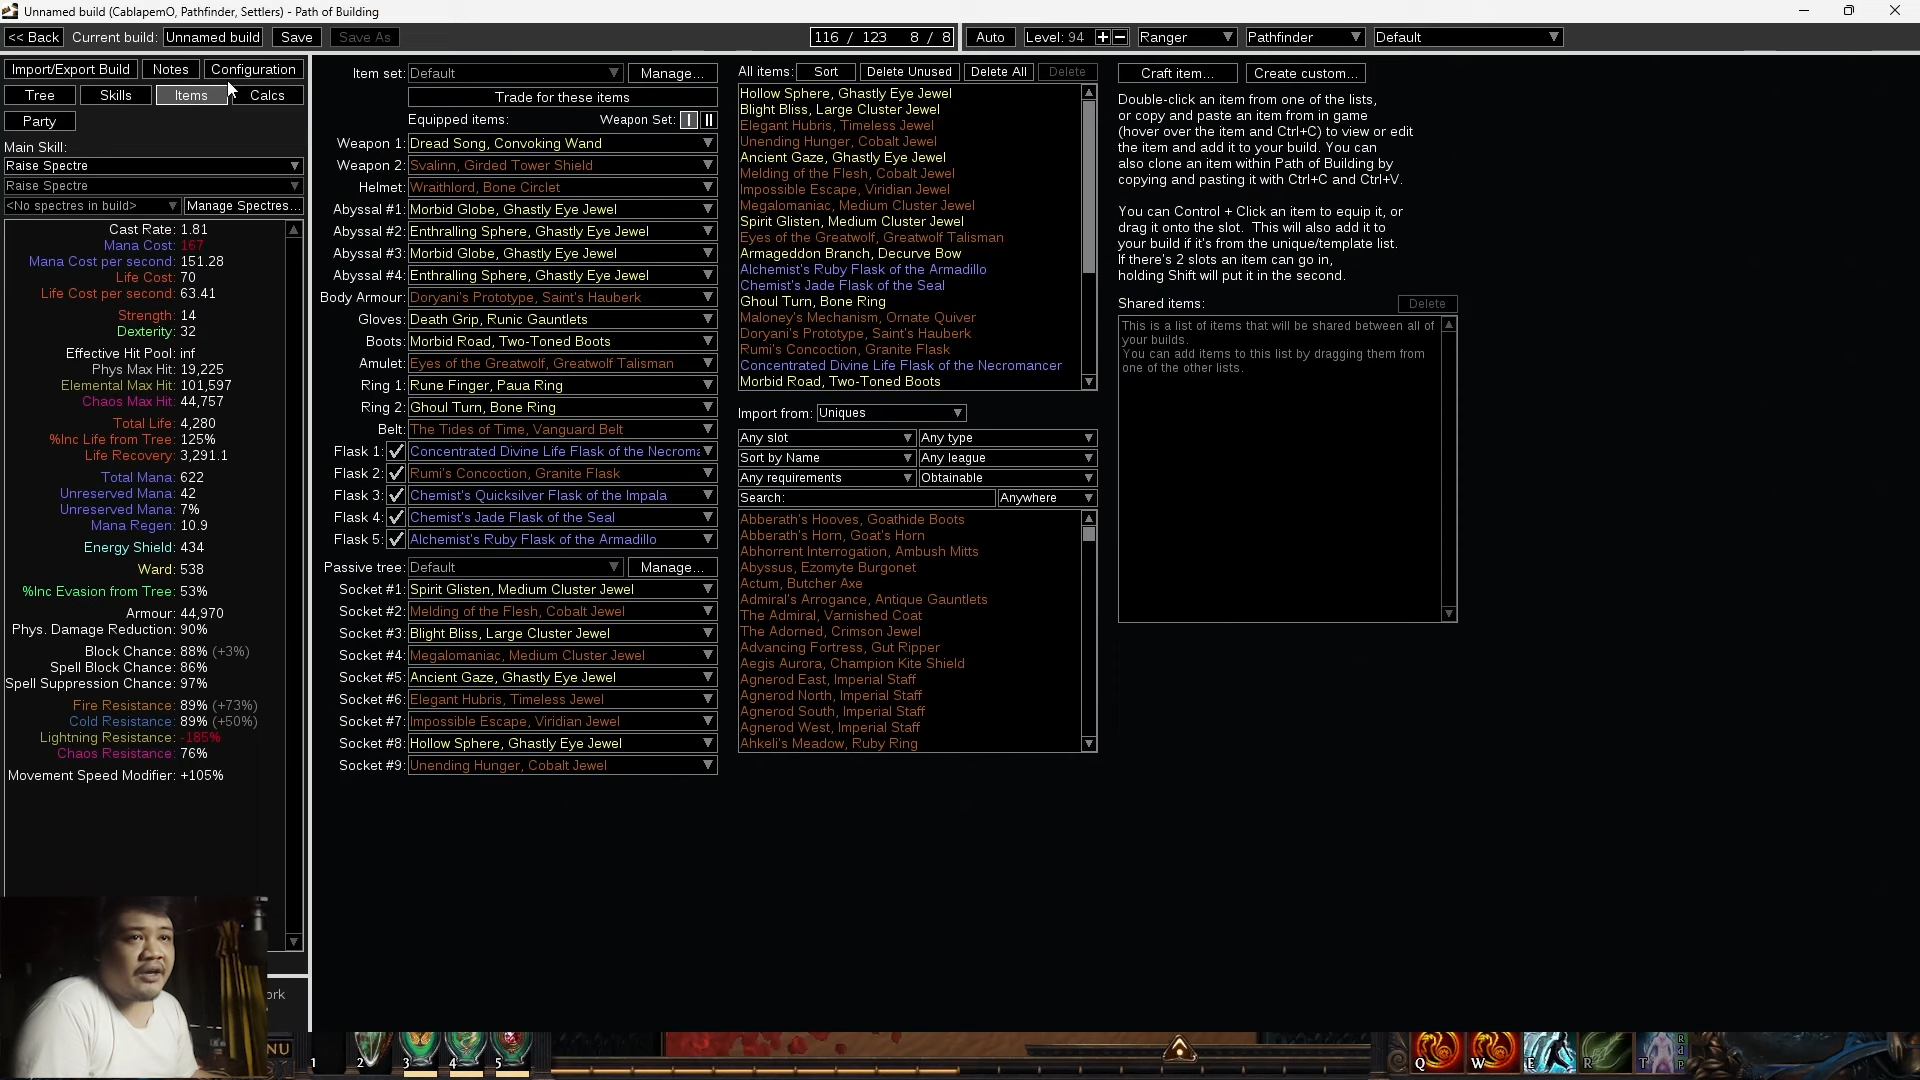 Unnamed build (CablapemO, Pathfinder, Settlers) - Path of Building
<< Back Current build: Unnamed build Save Save As 116 / 123 8 / 8 Auto Level: 94 + − Ranger Pathfinder Default
Import/Export Build Notes Configuration
Tree Skills Items Calcs
Party
Main Skill:
Raise Spectre
Raise Spectre
<No spectres in build> Manage Spectres...
Cast Rate: 1.81
Mana Cost: 167
Mana Cost per second: 151.28
Life Cost: 70
Life Cost per second: 63.41
Strength: 14
Dexterity: 32
Effective Hit Pool: inf
Phys Max Hit: 19,225
Elemental Max Hit: 101,597
Chaos Max Hit: 44,757
Total Life: 4,280
%Inc Life from Tree: 125%
Life Recovery: 3,291.1
Total Mana: 622
Unreserved Mana: 42
Unreserved Mana: 7%
Mana Regen: 10.9
Energy Shield: 434
Ward: 538
%Inc Evasion from Tree: 53%
Armour: 44,970
Phys. Damage Reduction: 90%
Block Chance: 88% (+3%)
Spell Block Chance: 86%
Spell Suppression Chance: 97%
Fire Resistance: 89% (+73%)
Cold Resistance: 89% (+50%)
Lightning Resistance: -185%
Chaos Resistance: 76%
Movement Speed Modifier: +105%
Item set: Default Manage...
Trade for these items
Equipped items: Weapon Set: I II
Weapon 1: Dread Song, Convoking Wand
Weapon 2: Svalinn, Girded Tower Shield
Helmet: Wraithlord, Bone Circlet
Abyssal #1: Morbid Globe, Ghastly Eye Jewel
Abyssal #2: Enthralling Sphere, Ghastly Eye Jewel
Abyssal #3: Morbid Globe, Ghastly Eye Jewel
Abyssal #4: Enthralling Sphere, Ghastly Eye Jewel
Body Armour: Doryani's Prototype, Saint's Hauberk
Gloves: Death Grip, Runic Gauntlets
Boots: Morbid Road, Two-Toned Boots
Amulet: Eyes of the Greatwolf, Greatwolf Talisman
Ring 1: Rune Finger, Paua Ring
Ring 2: Ghoul Turn, Bone Ring
Belt: The Tides of Time, Vanguard Belt
Flask 1: Concentrated Divine Life Flask of the Necroma
Flask 2: Rumi's Concoction, Granite Flask
Flask 3: Chemist's Quicksilver Flask of the Impala
Flask 4: Chemist's Jade Flask of the Seal
Flask 5: Alchemist's Ruby Flask of the Armadillo
Passive tree: Default Manage...
Socket #1: Spirit Glisten, Medium Cluster Jewel
Socket #2: Melding of the Flesh, Cobalt Jewel
Socket #3: Blight Bliss, Large Cluster Jewel
Socket #4: Megalomaniac, Medium Cluster Jewel
Socket #5: Ancient Gaze, Ghastly Eye Jewel
Socket #6: Elegant Hubris, Timeless Jewel
Socket #7: Impossible Escape, Viridian Jewel
Socket #8: Hollow Sphere, Ghastly Eye Jewel
Socket #9: Unending Hunger, Cobalt Jewel
All items: Sort Delete Unused Delete All Delete
Hollow Sphere, Ghastly Eye Jewel
Blight Bliss, Large Cluster Jewel
Elegant Hubris, Timeless Jewel
Unending Hunger, Cobalt Jewel
Ancient Gaze, Ghastly Eye Jewel
Melding of the Flesh, Cobalt Jewel
Impossible Escape, Viridian Jewel
Megalomaniac, Medium Cluster Jewel
Spirit Glisten, Medium Cluster Jewel
Eyes of the Greatwolf, Greatwolf Talisman
Armageddon Branch, Decurve Bow
Alchemist's Ruby Flask of the Armadillo
Chemist's Jade Flask of the Seal
Ghoul Turn, Bone Ring
Maloney's Mechanism, Ornate Quiver
Doryani's Prototype, Saint's Hauberk
Rumi's Concoction, Granite Flask
Concentrated Divine Life Flask of the Necromancer
Morbid Road, Two-Toned Boots
Import from: Uniques
Any slot Any type
Sort by Name Any league
Any requirements Obtainable
Search: Anywhere
Abberath's Hooves, Goathide Boots
Abberath's Horn, Goat's Horn
Abhorrent Interrogation, Ambush Mitts
Abyssus, Ezomyte Burgonet
Actum, Butcher Axe
Admiral's Arrogance, Antique Gauntlets
The Admiral, Varnished Coat
The Adorned, Crimson Jewel
Advancing Fortress, Gut Ripper
Aegis Aurora, Champion Kite Shield
Agnerod East, Imperial Staff
Agnerod North, Imperial Staff
Agnerod South, Imperial Staff
Agnerod West, Imperial Staff
Ahkeli's Meadow, Ruby Ring
Craft item... Create custom...
Double-click an item from one of the lists,
or copy and paste an item from in game
(hover over the item and Ctrl+C) to view or edit
the item and add it to your build. You can
also clone an item within Path of Building by
copying and pasting it with Ctrl+C and Ctrl+V.
You can Control + Click an item to equip it, or
drag it onto the slot. This will also add it to
your build if it's from the unique/template list.
If there's 2 slots an item can go in,
holding Shift will put it in the second.
Shared items: Delete
This is a list of items that will be shared between all of
your builds.
You can add items to this list by dragging them from
one of the other lists.
ork
NU 1 2 3 4 5 Q W E R T